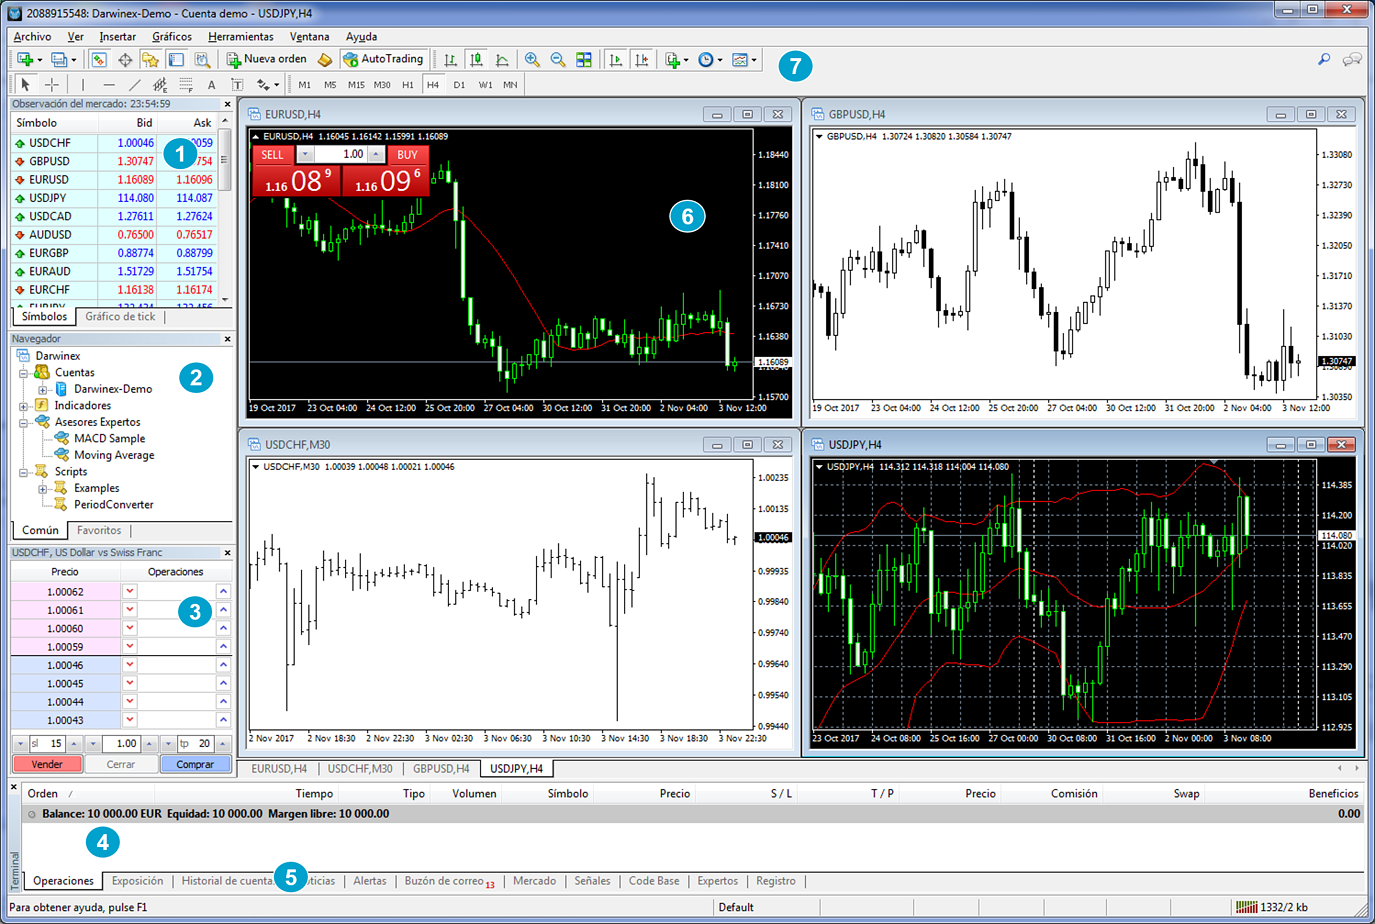 2088915548: Darwinex-Demo - Cuenta demo - USDJPY,H4
Archivo Ver Insertar Gráficos Herramientas Ventana Ayuda
Nueva orden AutoTrading
7
A T M1 M5 M15 M30 H1 H4 D1 W1 MN
Observación del mercado: 23:54:59
Símbolo Bid Ask
USDCHF 1.00046 059
1
GBPUSD 1.30747 754
EURUSD 1.16089 1.16096
USDJPY 114.080 114.087
USDCAD 1.27611 1.27624
AUDUSD 0.76500 0.76517
EURGBP 0.88774 0.88799
EURAUD 1.51729 1.51754
EURCHF 1.16138 1.16174
Símbolos Gráfico de tick
Navegador
Darwinex
Cuentas
2
Darwinex-Demo
Indicadores
Asesores Expertos
MACD Sample
Moving Average
Scripts
Examples
PeriodConverter
Común Favoritos
USDCHF, US Dollar vs Swiss Franc
Precio Operaciones
1.00062
1.00061
3
1.00060
1.00059
1.00046
1.00045
1.00044
1.00043
sl 15 1.00 tp 20
Vender Cerrar Comprar
EURUSD,H4
EURUSD,H4 1.16045 1.16142 1.15991 1.16089
SELL 1.00 BUY
1.16 08 9 1.16 09 6
6
1.18440
1.18100
1.17760
1.17410
1.17070
1.16730
1.16380
1.16089
1.15700
19 Oct 2017 23 Oct 04:00 24 Oct 12:00 25 Oct 20:00 27 Oct 04:00 30 Oct 12:00 31 Oct 20:00 2 Nov 04:00 3 Nov 12:00
GBPUSD,H4
GBPUSD,H4 1.30724 1.30820 1.30584 1.30747
1.33080
1.32730
1.32390
1.32050
1.31710
1.31370
1.31030
1.30747
1.30350
19 Oct 2017 23 Oct 04:00 24 Oct 12:00 25 Oct 20:00 27 Oct 04:00 30 Oct 12:00 31 Oct 20:00 2 Nov 04:00 3 Nov 12:00
USDCHF,M30
USDCHF,M30 1.00039 1.00048 1.00021 1.00046
1.00235
1.00135
1.00046
0.99935
0.99840
0.99740
0.99640
0.99540
0.99440
2 Nov 2017 2 Nov 18:30 2 Nov 22:30 3 Nov 02:30 3 Nov 06:30 3 Nov 10:30 3 Nov 14:30 3 Nov 18:30 3 Nov 22:30
USDJPY,H4
USDJPY,H4 114.312 114.318 114.004 114.080
114.385
114.200
114.080
114.020
113.835
113.655
113.470
113.290
113.105
112.925
23 Oct 2017 24 Oct 08:00 25 Oct 16:00 27 Oct 00:00 30 Oct 08:00 31 Oct 16:00 2 Nov 00:00 3 Nov 08:00
EURUSD,H4 USDCHF,M30 GBPUSD,H4 USDJPY,H4
Orden / Tiempo Tipo Volumen Símbolo Precio S / L T / P Precio Comisión Swap Beneficios
Balance: 10 000.00 EUR Equidad: 10 000.00 Margen libre: 10 000.00 0.00
4
Terminal
Operaciones Exposición Historial de cuenta 5 ticias Alertas Buzón de correo 13 Mercado Señales Code Base Expertos Registro
Para obtener ayuda, pulse F1 Default 1332/2 kb